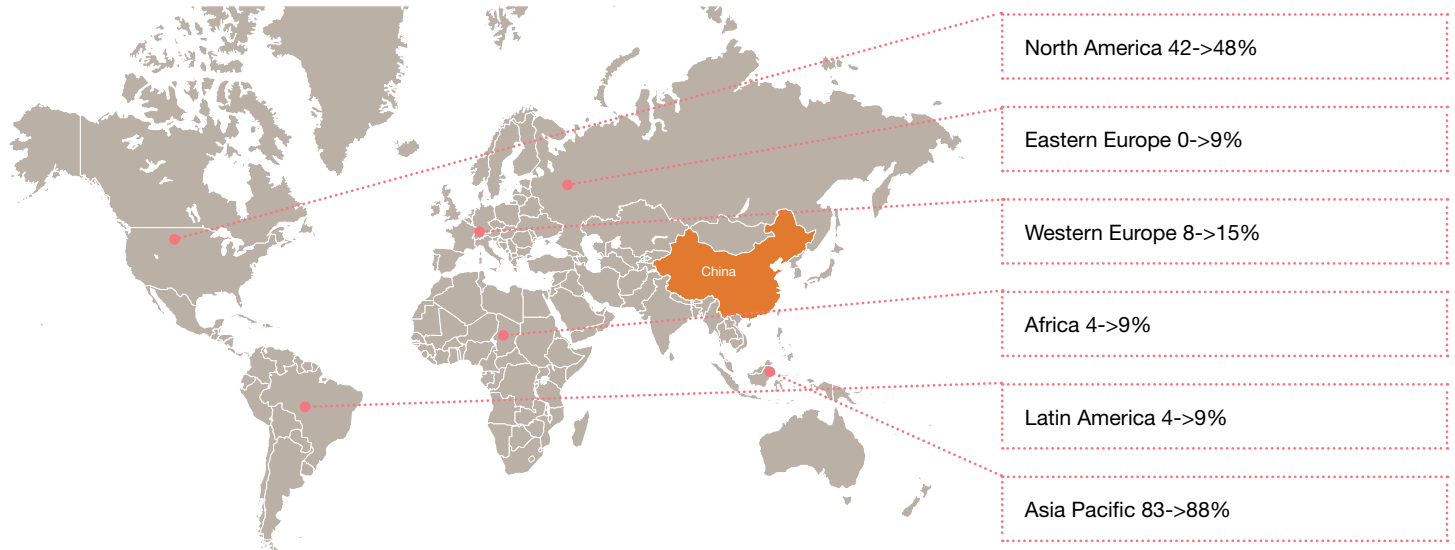 North America 42->48%
Eastern Europe 0->9%
Western Europe 8->15%
China
Africa 4->9%
Latin America 4->9%
Asia Pacific 83->88%